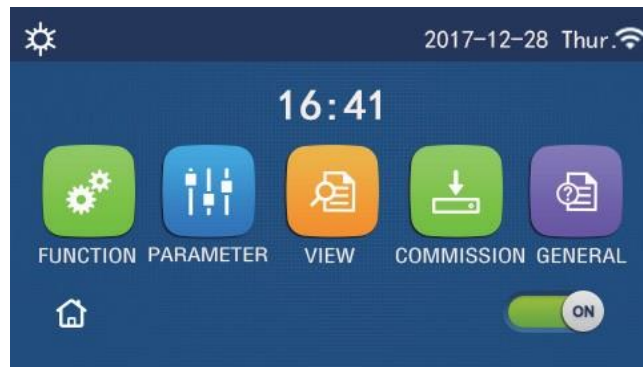 2017-12-28 Thur.
16:41
FUNCTION PARAMETER VIEW COMMISSION GENERAL
ON